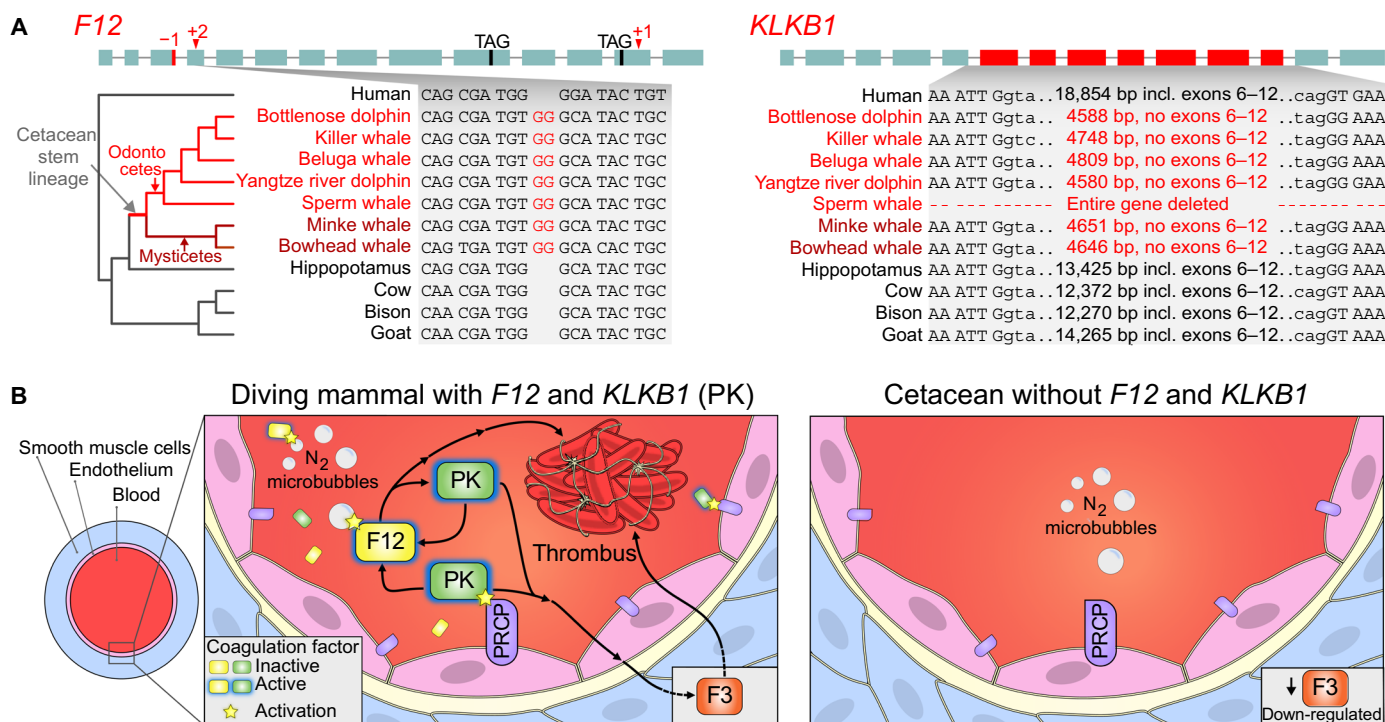 A
F12
−1
+2
TAG
TAG
+1
Human CAG CGA TGG GGA TAC TGT
Bottlenose dolphin CAG CGA TGT GG GCA TAC TGC
Killer whale CAG CGA TGT GG GCA TAC TGC
Beluga whale CAG CGA TGT GG GCA TAC TGC
Yangtze river dolphin CAG CGA TGT GG GCA TAC TGC
Sperm whale CAG CGA TGT GG GCA TAC TGC
Minke whale CAG CGA TGT GG GCA TAC TGC
Bowhead whale CAG TGA TGT GG GCA TAC TGC
Hippopotamus CAG CGA TGG GCA TAC TGC
Cow CAA CGA TGG GCA TAC TGC
Bison CAA CGA TGG GCA TAC TGC
Goat CAA CGA TGG GCA TAC TGC
Cetacean
stem
lineage
Odonto
cetes
Mysticetes
KLKB1
Human AA ATT Ggta..18,854 bp incl. exons 6–12..cagGT GAA
Bottlenose dolphin AA ATT Ggta.. 4588 bp, no exons 6–12 ..tagGG AAA
Killer whale AA ATT Ggtc.. 4748 bp, no exons 6–12 ..tagGG AAA
Beluga whale AA ATT Ggta.. 4809 bp, no exons 6–12 ..tagGG AAA
Yangtze river dolphin AA ATT Ggta.. 4580 bp, no exons 6–12 ..tagGG GAA
Sperm whale -- --- ------ Entire gene deleted ------- ---
Minke whale AA ATT Ggta.. 4651 bp, no exons 6–12 ..tagGG AAA
Bowhead whale AA ATT Ggta.. 4646 bp, no exons 6–12 ..tagGG AAA
Hippopotamus AA ATT Ggta..13,425 bp incl. exons 6–12..cagGT AAA
Cow AA ATT Ggta..12,372 bp incl. exons 6–12..cagGT AAA
Bison AA ATT Ggta..12,270 bp incl. exons 6–12..cagGT AAA
Goat AA ATT Ggta..14,265 bp incl. exons 6–12..cagGT AAA
B
Diving mammal with F12 and KLKB1 (PK)
Smooth muscle cells
Endothelium
Blood
N2
microbubbles
PK
F12
PK
PRCP
Thrombus
F3
Coagulation factor
Inactive
Active
Activation
Cetacean without F12 and KLKB1
N2
microbubbles
PRCP
↓ F3
Down-regulated